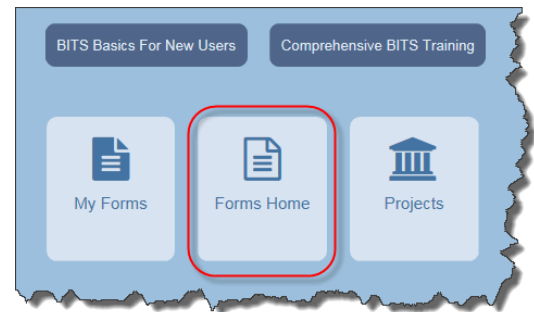 BITS Basics For New Users
Comprehensive BITS Training
My Forms
Forms Home
Projects